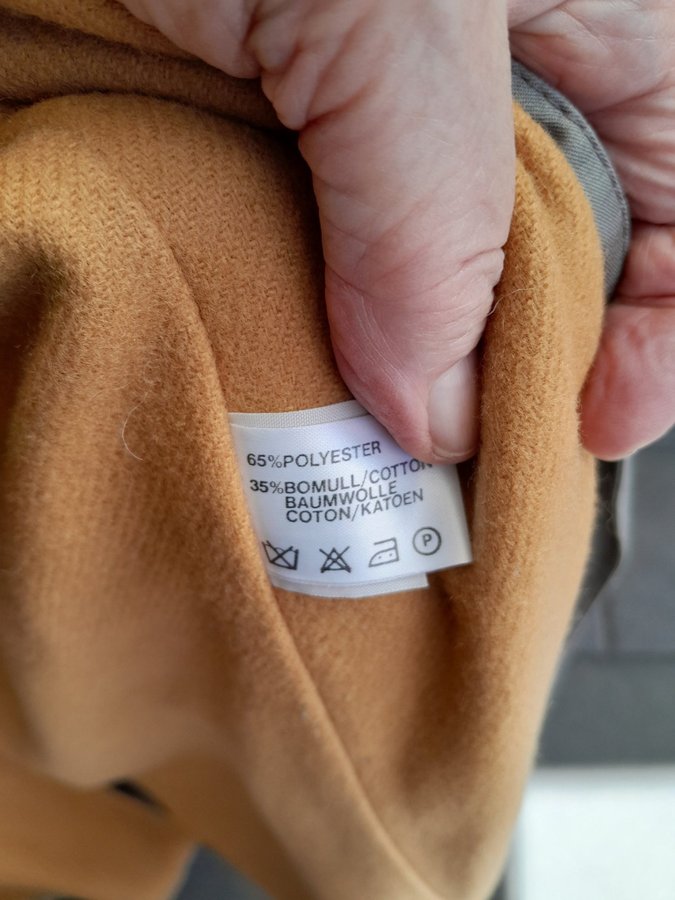 65%POLYESTER
35%BOMULL/COTTON
BAUMWOLLE
COTON/KATOEN
P